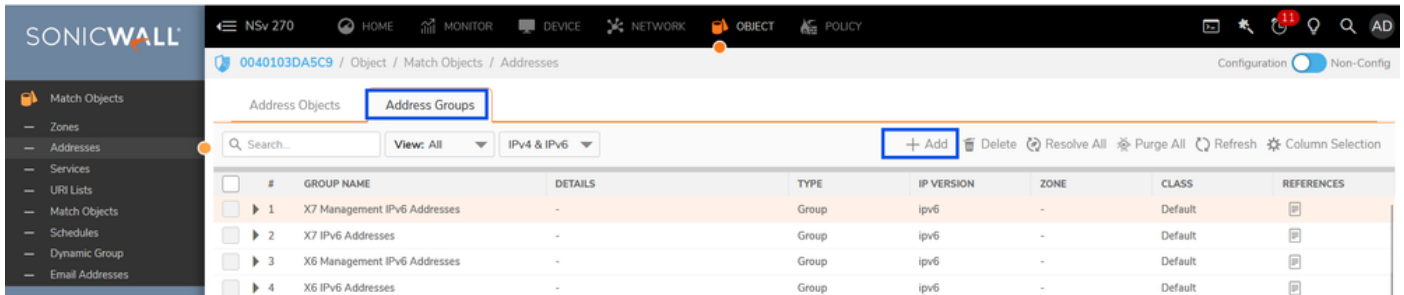 SONICWALL
NSv 270 HOME MONITOR DEVICE NETWORK OBJECT POLICY 11 AD
0040103DA5C9 / Object / Match Objects / Addresses Configuration Non-Config
Match Objects
Zones
Addresses
Services
URI Lists
Match Objects
Schedules
Dynamic Group
Email Addresses
Address Objects Address Groups
Search... View: All IPv4 & IPv6 Add Delete Resolve All Purge All Refresh Column Selection
# GROUP NAME DETAILS TYPE IP VERSION ZONE CLASS REFERENCES
1 X7 Management IPv6 Addresses - Group ipv6 - Default
2 X7 IPv6 Addresses - Group ipv6 - Default
3 X6 Management IPv6 Addresses - Group ipv6 - Default
4 X6 IPv6 Addresses - Group ipv6 - Default